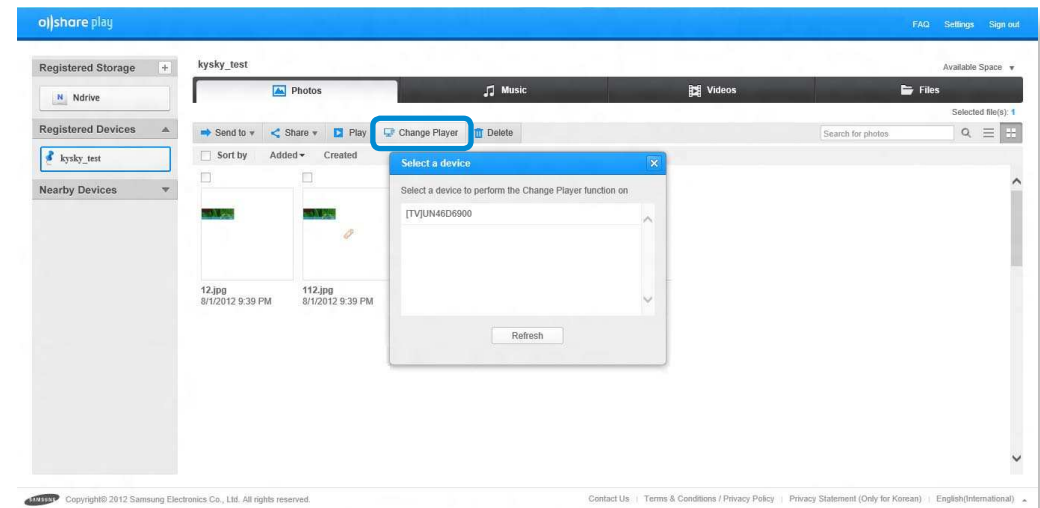 allshare play
FAQ Settings Sign out
Registered Storage +
N Ndrive
Registered Devices
kysky_test
Nearby Devices
kysky_test
Available Space
Photos Music Videos Files
Selected file(s): 1
Send to Share Play Change Player Delete
Search for photos
Sort by Added Created
Select a device
Select a device to perform the Change Player function on
[TV]UN46D6900
12.jpg
8/1/2012 9:39 PM
112.jpg
8/1/2012 9:39 PM
Refresh
SAMSUNG Copyright© 2012 Samsung Electronics Co., Ltd. All rights reserved.
Contact Us | Terms & Conditions / Privacy Policy | Privacy Statement (Only for Korean) | English(International)